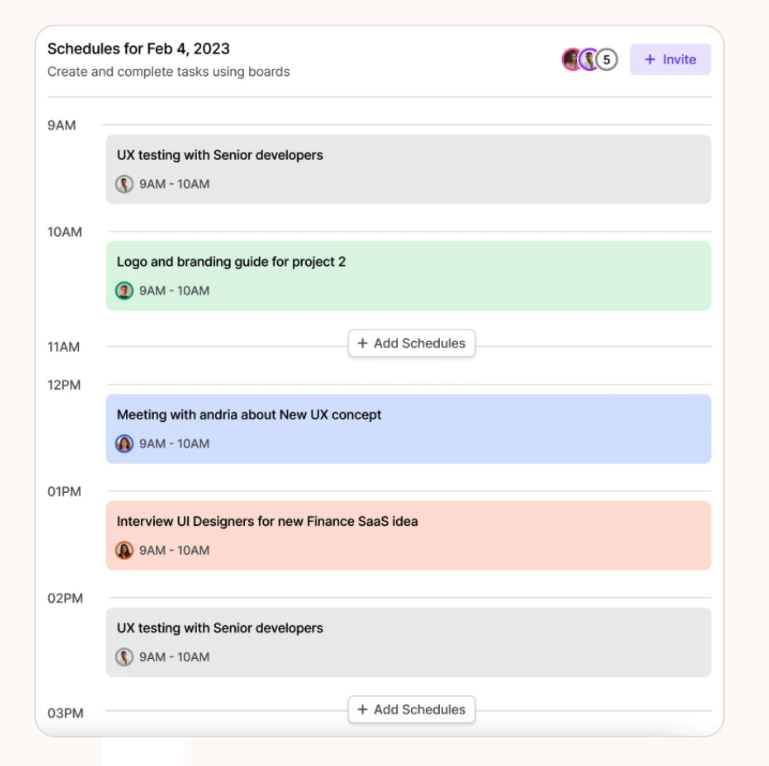 Schedules for Feb 4, 2023
Create and complete tasks using boards
5
+ Invite
9AM
UX testing with Senior developers
9AM - 10AM
10AM
Logo and branding guide for project 2
9AM - 10AM
11AM
+ Add Schedules
12PM
Meeting with andria about New UX concept
9AM - 10AM
01PM
Interview UI Designers for new Finance SaaS idea
9AM - 10AM
02PM
UX testing with Senior developers
9AM - 10AM
03PM
+ Add Schedules